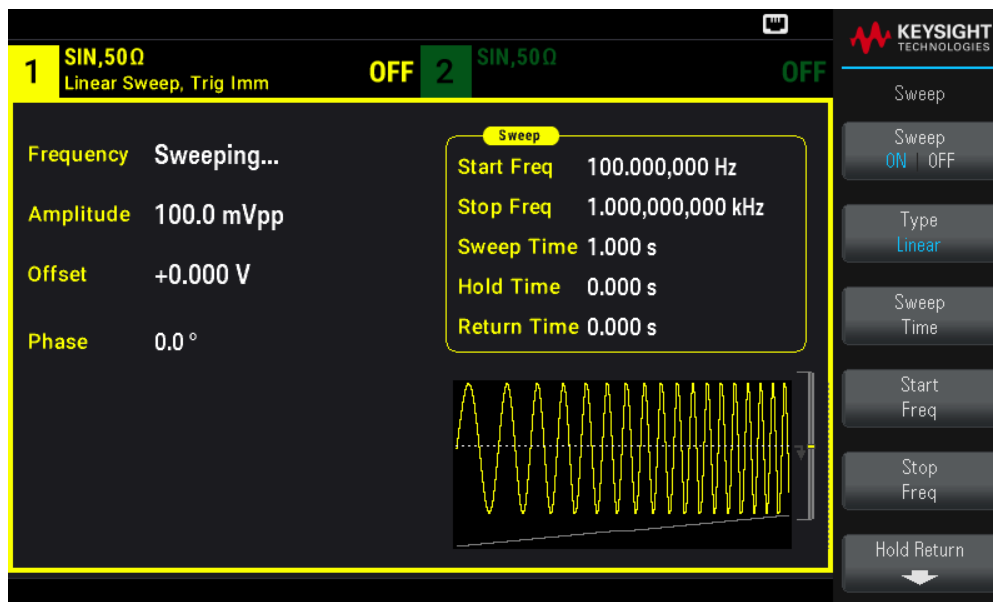 1
SIN,50Ω
Linear Sweep, Trig Imm
OFF
2
SIN,50Ω
OFF
Frequency Sweeping...
Amplitude 100.0 mVpp
Offset +0.000 V
Phase 0.0 °
Sweep
Start Freq 100.000,000 Hz
Stop Freq 1.000,000,000 kHz
Sweep Time 1.000 s
Hold Time 0.000 s
Return Time 0.000 s
KEYSIGHT
TECHNOLOGIES
Sweep
Sweep
ON | OFF
Type
Linear
Sweep
Time
Start
Freq
Stop
Freq
Hold Return